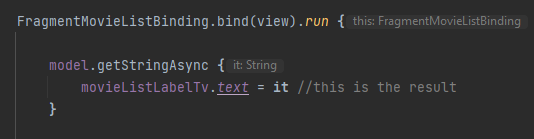 FragmentMovieListBinding.bind(view).run { this: FragmentMovieListBinding
model.getStringAsync { it: String
movieListLabelTv.text = it //this is the result
}